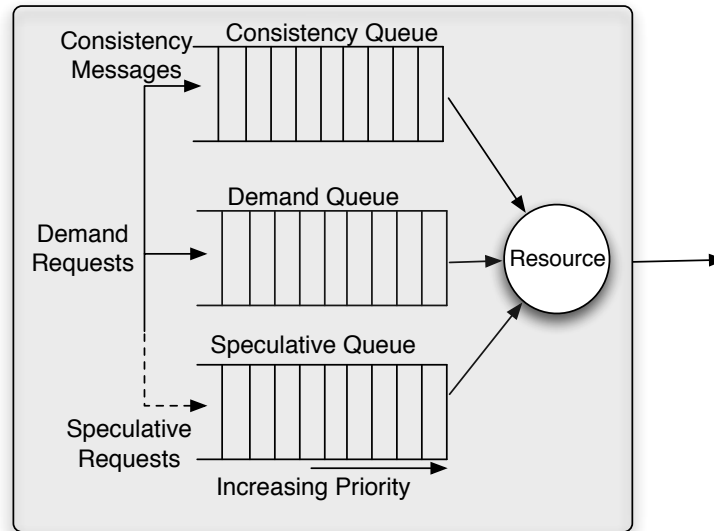 Consistency
Messages
Consistency Queue
Demand Queue
Demand
Requests
Resource
Speculative Queue
Speculative
Requests
Increasing Priority